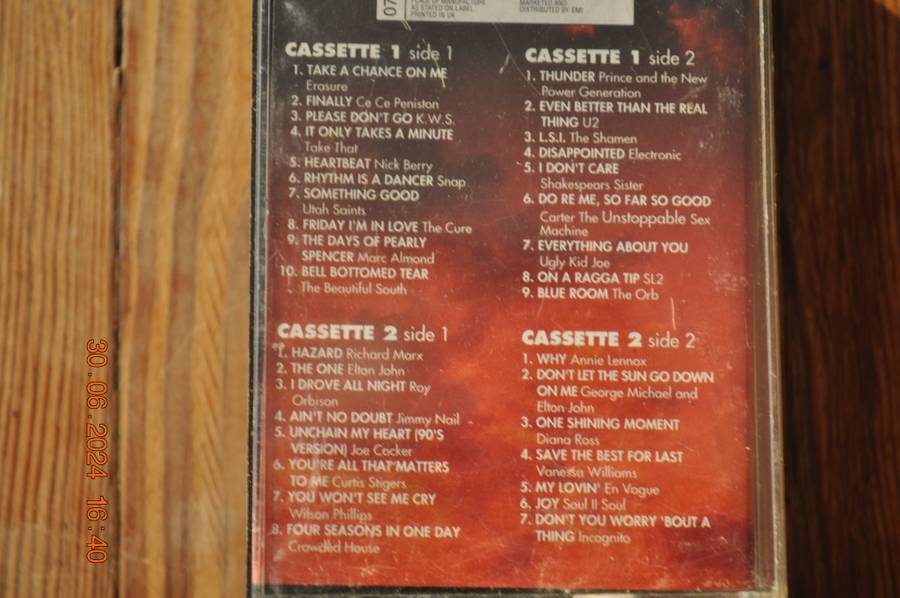 07
PLACE OF MANUFACTURE
AS STATED ON LABEL
PRINTED IN UK
MARKETED AND
DISTRIBUTED BY EMI
CASSETTE 1 side 1
1. TAKE A CHANCE ON ME
Erasure
2. FINALLY Ce Ce Peniston
3. PLEASE DON'T GO K.W.S.
4. IT ONLY TAKES A MINUTE
Take That
5. HEARTBEAT Nick Berry
6. RHYTHM IS A DANCER Snap
7. SOMETHING GOOD
Utah Saints
8. FRIDAY I'M IN LOVE The Cure
9. THE DAYS OF PEARLY
SPENCER Marc Almond
10. BELL BOTTOMED TEAR
The Beautiful South
CASSETTE 1 side 2
1. THUNDER Prince and the New
Power Generation
2. EVEN BETTER THAN THE REAL
THING U2
3. L.S.I. The Shamen
4. DISAPPOINTED Electronic
5. I DON'T CARE
Shakespears Sister
6. DO RE ME, SO FAR SO GOOD
Carter The Unstoppable Sex
Machine
7. EVERYTHING ABOUT YOU
Ugly Kid Joe
8. ON A RAGGA TIP SL2
9. BLUE ROOM The Orb
CASSETTE 2 side 1
1. HAZARD Richard Marx
2. THE ONE Elton John
3. I DROVE ALL NIGHT Roy
Orbison
4. AIN'T NO DOUBT Jimmy Nail
5. UNCHAIN MY HEART (90'S
VERSION) Joe Cocker
6. YOU'RE ALL THAT MATTERS
TO ME Curtis Stigers
7. YOU WON'T SEE ME CRY
Wilson Phillips
8. FOUR SEASONS IN ONE DAY
Crowded House
CASSETTE 2 side 2
1. WHY Annie Lennox
2. DON'T LET THE SUN GO DOWN
ON ME George Michael and
Elton John
3. ONE SHINING MOMENT
Diana Ross
4. SAVE THE BEST FOR LAST
Vanessa Williams
5. MY LOVIN' En Vogue
6. JOY Soul II Soul
7. DON'T YOU WORRY 'BOUT A
THING Incognito
30.06.2024 16:40